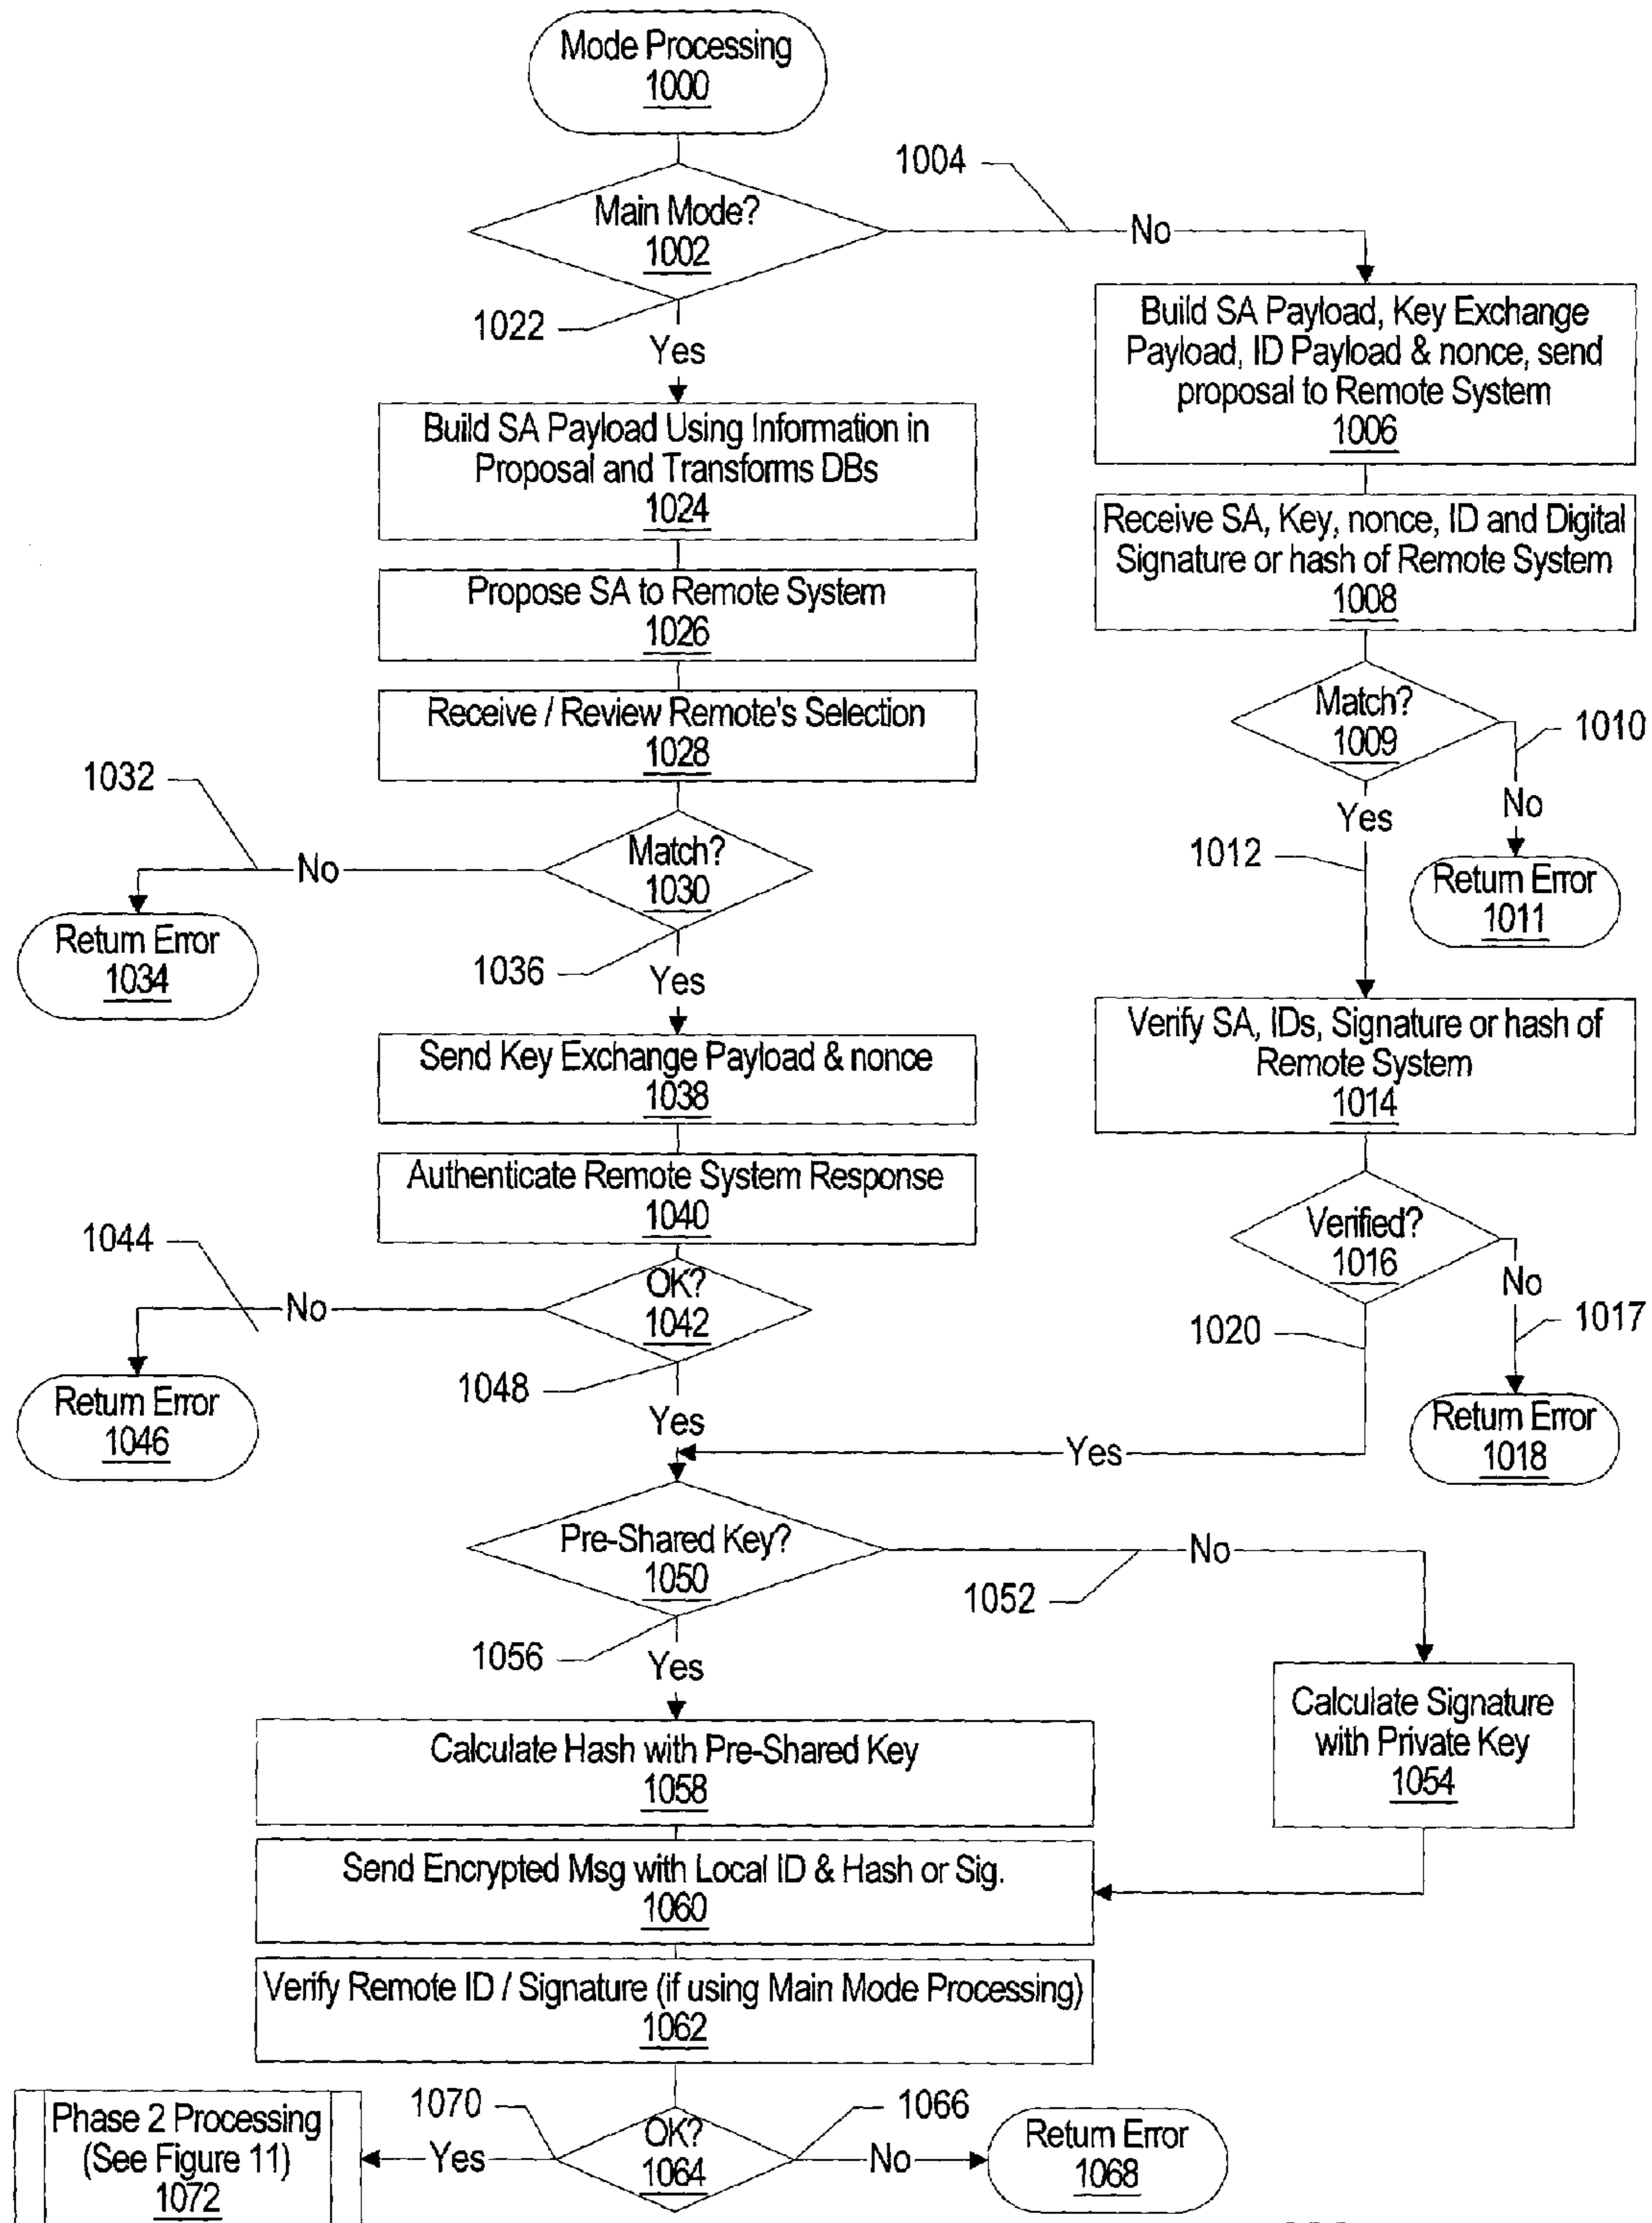 Mode Processing
1000
1004
Main Mode?
1002
No
1022
Yes
Build SA Payload, Key Exchange
Payload, ID Payload & nonce, send
proposal to Remote System
1006
Build SA Payload Using Information in
Proposal and Transforms DBs
1024
Receive SA, Key, nonce, ID and Digital
Signature or hash of Remote System
1008
Propose SA to Remote System
1026
Receive / Review Remote's Selection
1028
Match?
1009
1010
No
Yes
1012
Return Error
1011
1032
Match?
1030
No
Return Error
1034
1036
Yes
Verify SA, IDs, Signature or hash of
Remote System
1014
Send Key Exchange Payload & nonce
1038
Authenticate Remote System Response
1040
Verified?
1016
No
1017
1020
Return Error
1018
1044
OK?
1042
No
Return Error
1046
1048
Yes
Yes
Pre-Shared Key?
1050
No
1052
1056
Yes
Calculate Signature
with Private Key
1054
Calculate Hash with Pre-Shared Key
1058
Send Encrypted Msg with Local ID & Hash or Sig.
1060
Verify Remote ID / Signature (if using Main Mode Processing)
1062
1070
1066
Phase 2 Processing
(See Figure 11)
1072
Yes
OK?
1064
No
Return Error
1068